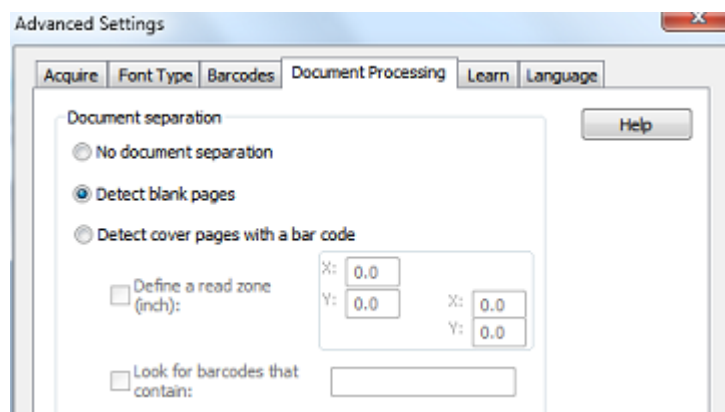 Advanced Settings
Acquire Font Type Barcodes Document Processing Learn Language
Document separation
Help
No document separation
Detect blank pages
Detect cover pages with a bar code
X: 0.0
Define a read zone
(inch):
Y: 0.0 X: 0.0
Y: 0.0
Look for barcodes that
contain: